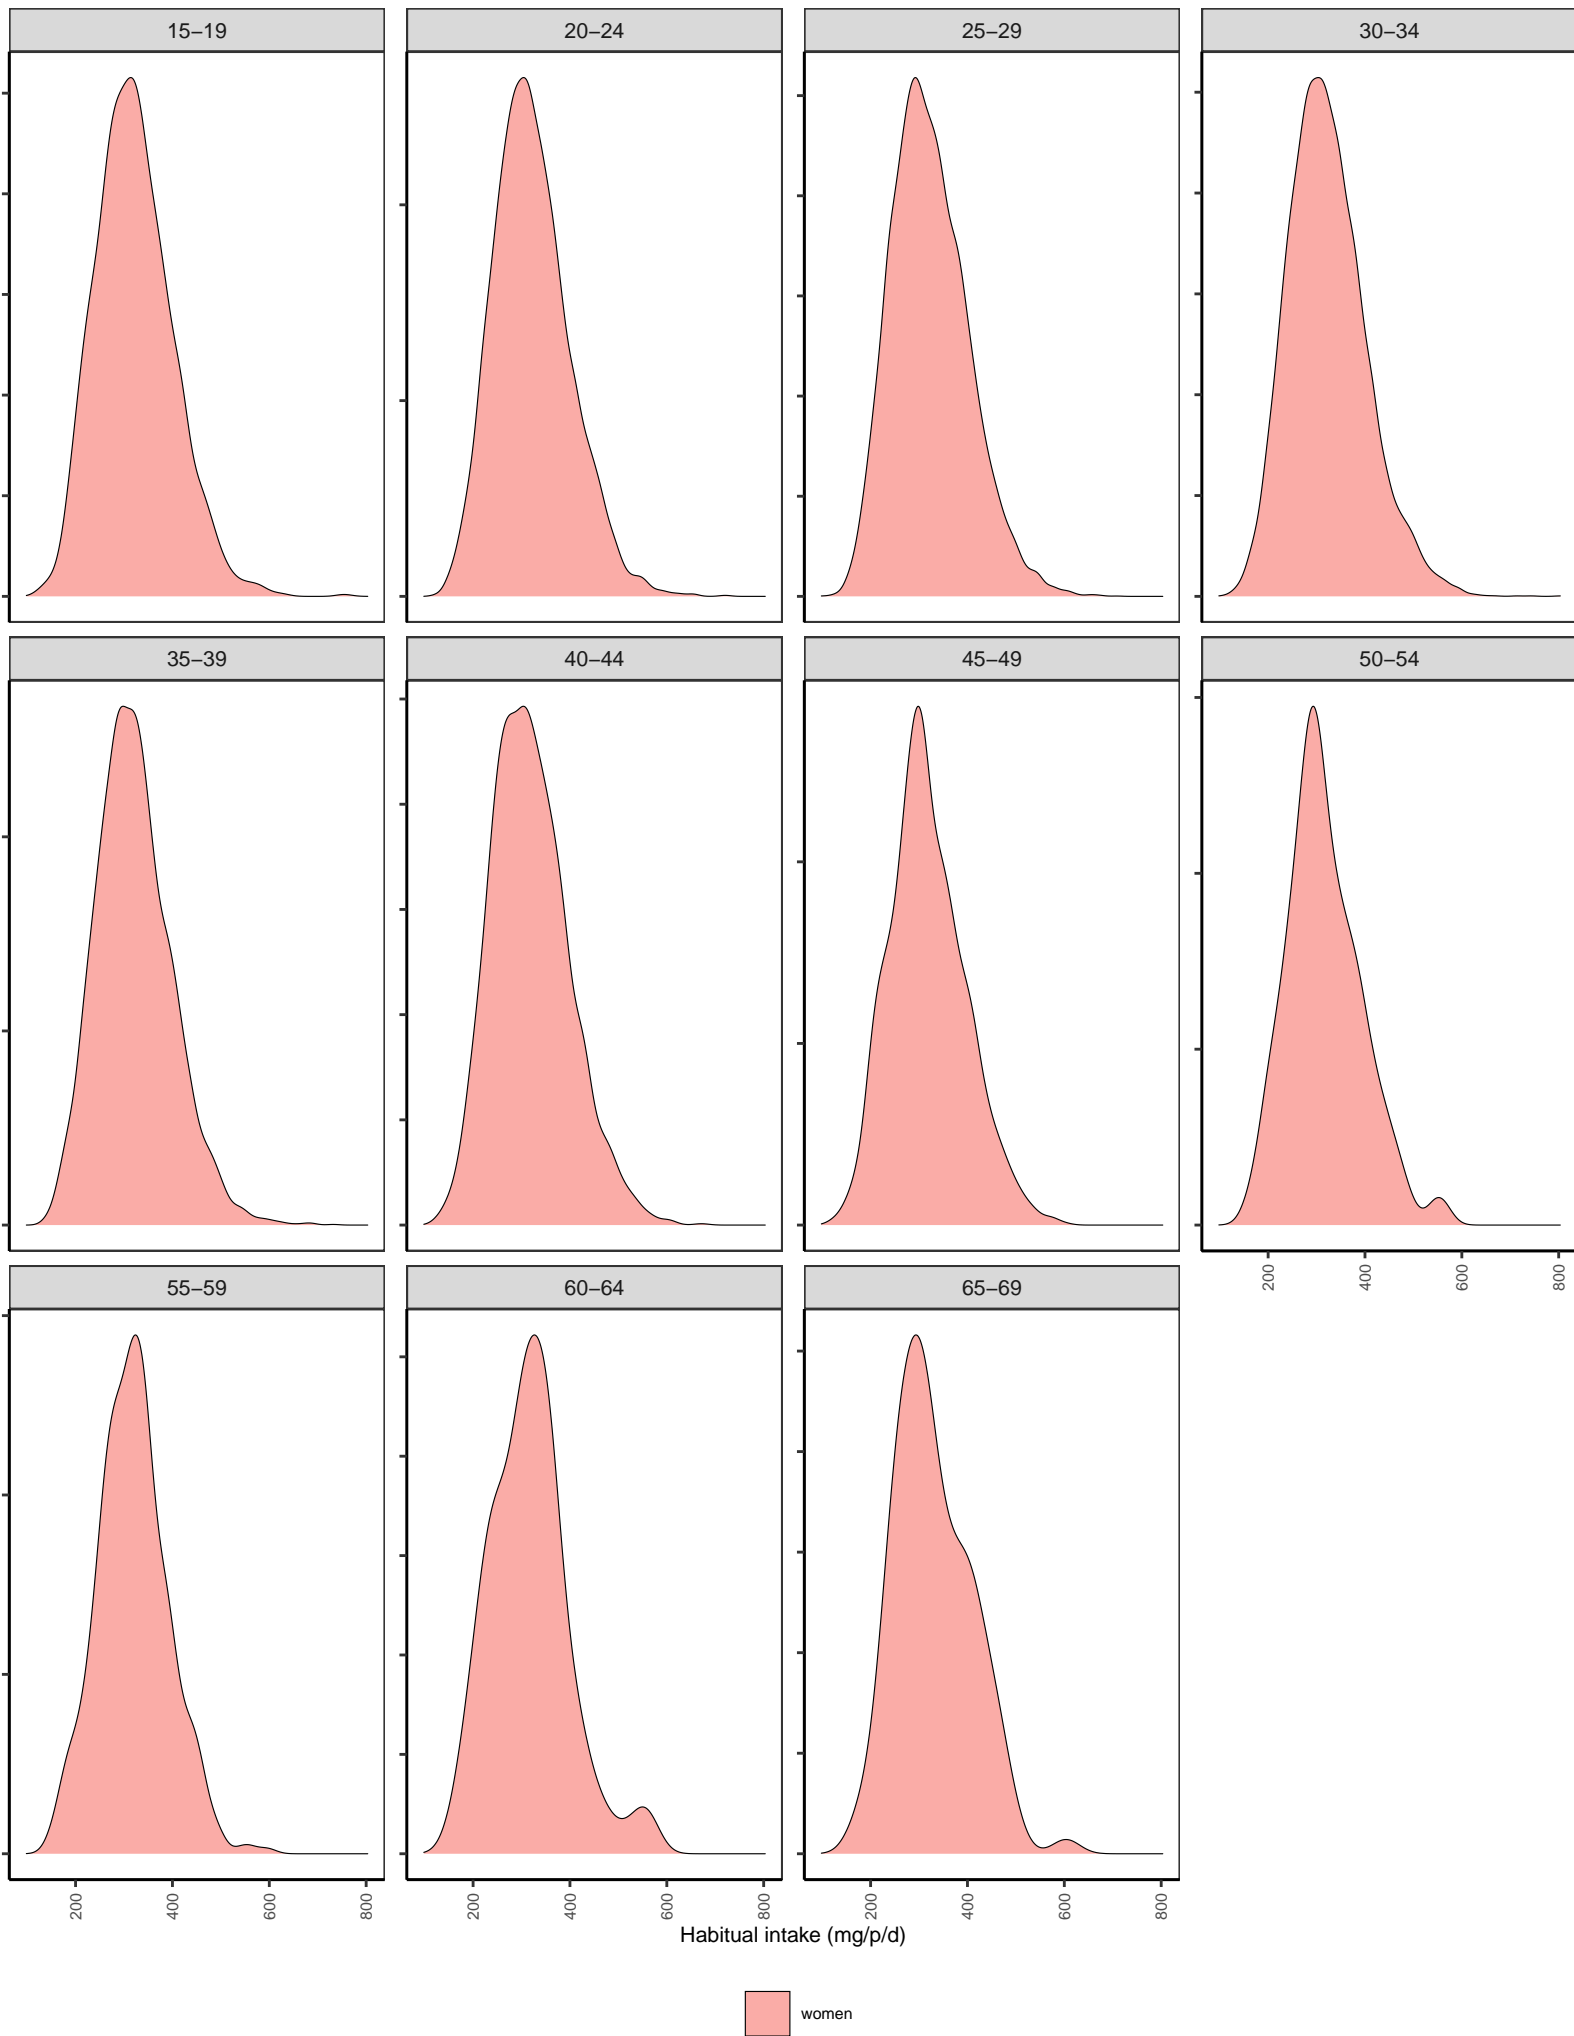 15−19 20−24 25−29 30−34
35−39 40−44 45−49 50−54
200 400 600 800
55−59 60−64 65−69
200 400 600 800 200 400 600 800 200 400 600 800
Habitual intake (mg/p/d)
women